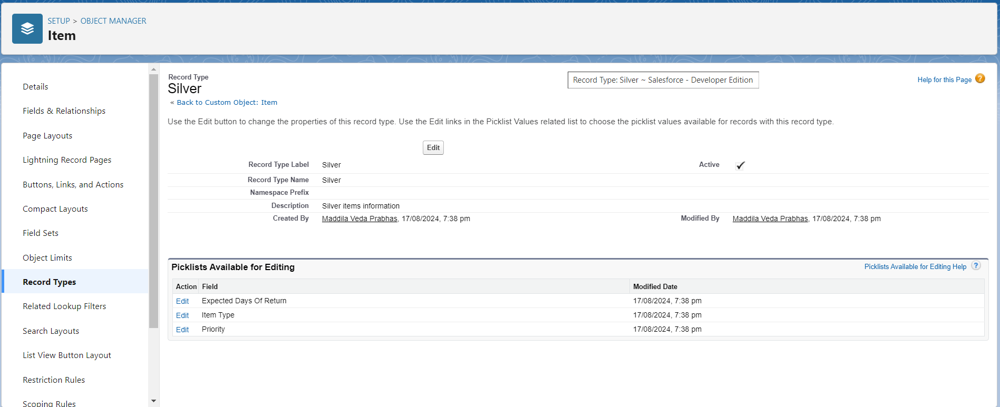 SETUP > OBJECT MANAGER
Item
Details
Fields & Relationships
Page Layouts
Lightning Record Pages
Buttons, Links, and Actions
Compact Layouts
Field Sets
Object Limits
Record Types
Related Lookup Filters
Search Layouts
List View Button Layout
Restriction Rules
Scoping Rules
Record Type
Silver
Record Type: Silver ~ Salesforce - Developer Edition
Help for this Page ?
« Back to Custom Object: Item
Use the Edit button to change the properties of this record type. Use the Edit links in the Picklist Values related list to choose the picklist values available for records with this record type.
Edit
Record Type Label Silver Active
Record Type Name Silver
Namespace Prefix
Description Silver items information
Created By Maddila Veda Prabhas, 17/08/2024, 7:38 pm Modified By Maddila Veda Prabhas, 17/08/2024, 7:38 pm
Picklists Available for Editing Picklists Available for Editing Help ?
Action Field Modified Date
Edit Expected Days Of Return 17/08/2024, 7:38 pm
Edit Item Type 17/08/2024, 7:38 pm
Edit Priority 17/08/2024, 7:38 pm